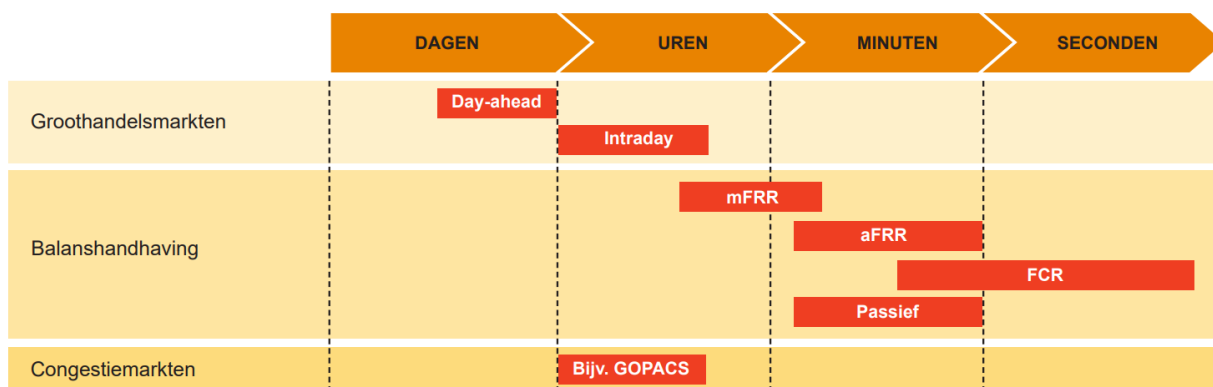 DAGEN UREN MINUTEN SECONDEN
Groothandelsmarkten
Day-ahead
Intraday
Balanshandhaving
mFRR
aFRR
FCR
Passief
Congestiemarkten
Bijv. GOPACS